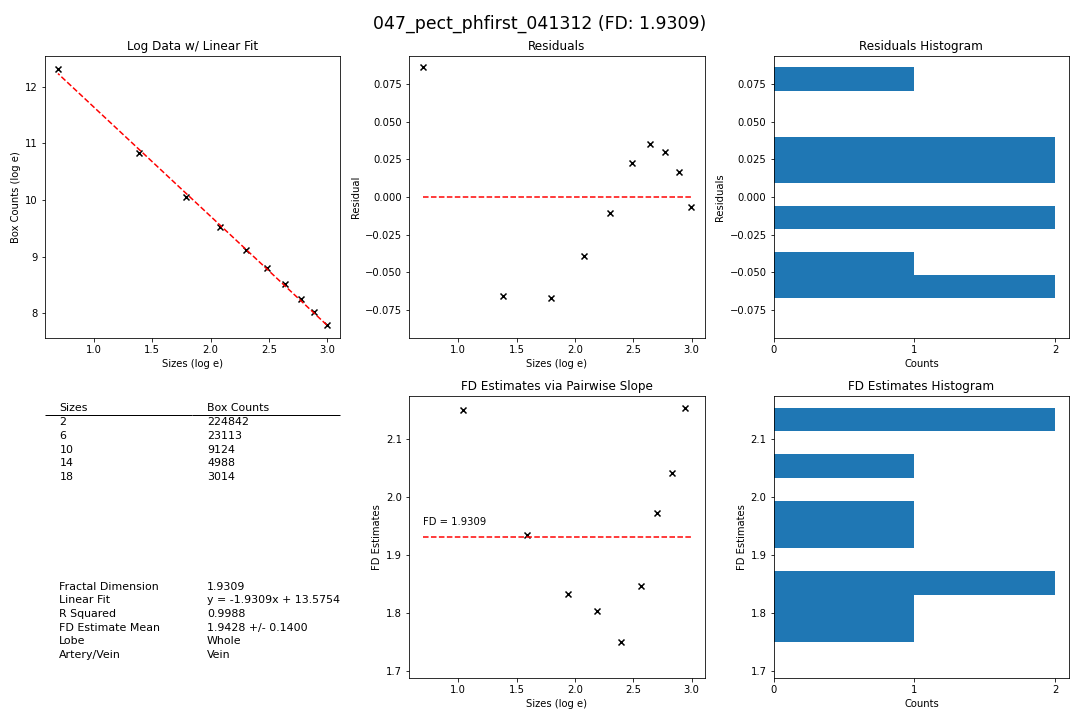 047_pect_phfirst_041312 (FD: 1.9309)
Log Data w/ Linear Fit
Box Counts (log e)
12
11
10
9
8
1.0 1.5 2.0 2.5 3.0
Sizes (log e)
Residuals
Residual
0.075
0.050
0.025
0.000
−0.025
−0.050
−0.075
1.0 1.5 2.0 2.5 3.0
Sizes (log e)
Residuals Histogram
Residuals
0.075
0.050
0.025
0.000
−0.025
−0.050
−0.075
0 1 2
Counts
Sizes Box Counts
2 224842
6 23113
10 9124
14 4988
18 3014
Fractal Dimension 1.9309
Linear Fit y = -1.9309x + 13.5754
R Squared 0.9988
FD Estimate Mean 1.9428 +/- 0.1400
Lobe Whole
Artery/Vein Vein
FD Estimates via Pairwise Slope
FD Estimates
2.1
2.0
1.9
1.8
1.7
FD = 1.9309
1.0 1.5 2.0 2.5 3.0
Sizes (log e)
FD Estimates Histogram
FD Estimates
2.1
2.0
1.9
1.8
1.7
0 1 2
Counts